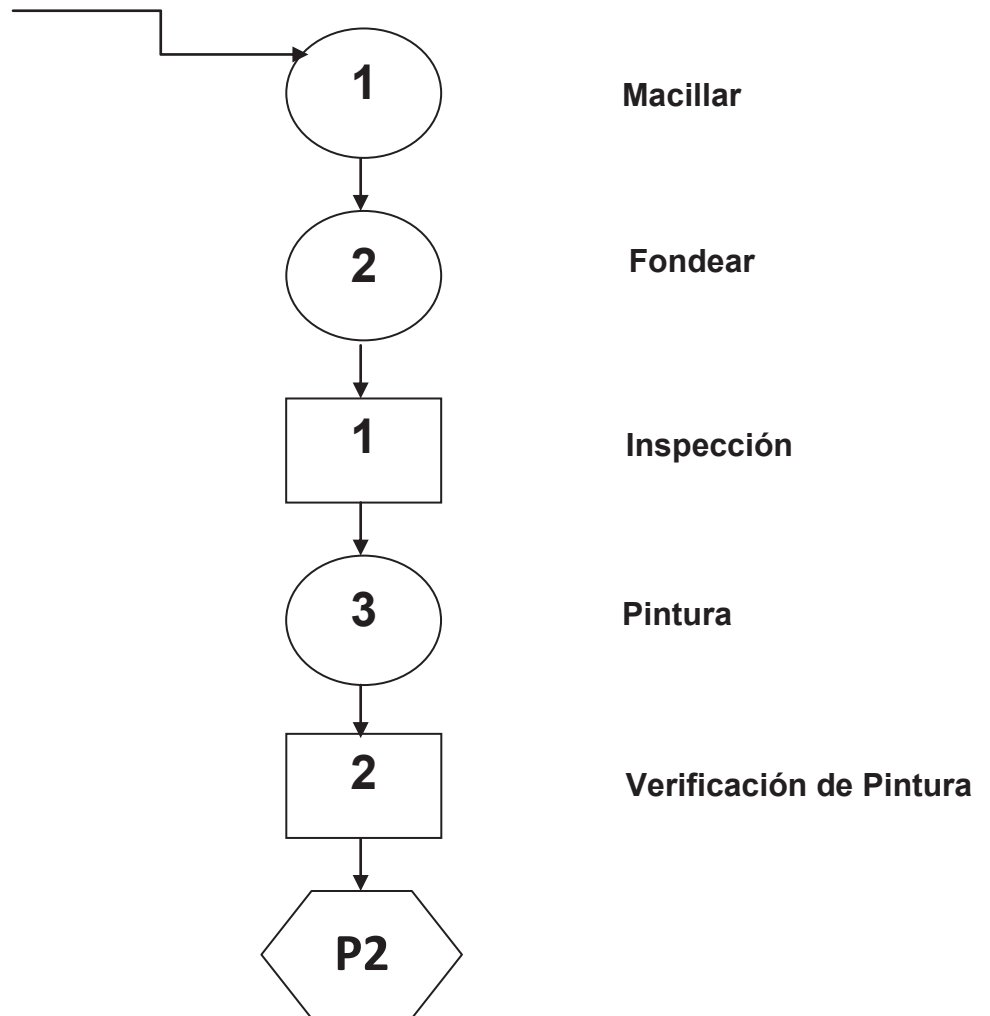 1 Macillar
2 Fondear
1 Inspección
3 Pintura
2 Verificación de Pintura
P2